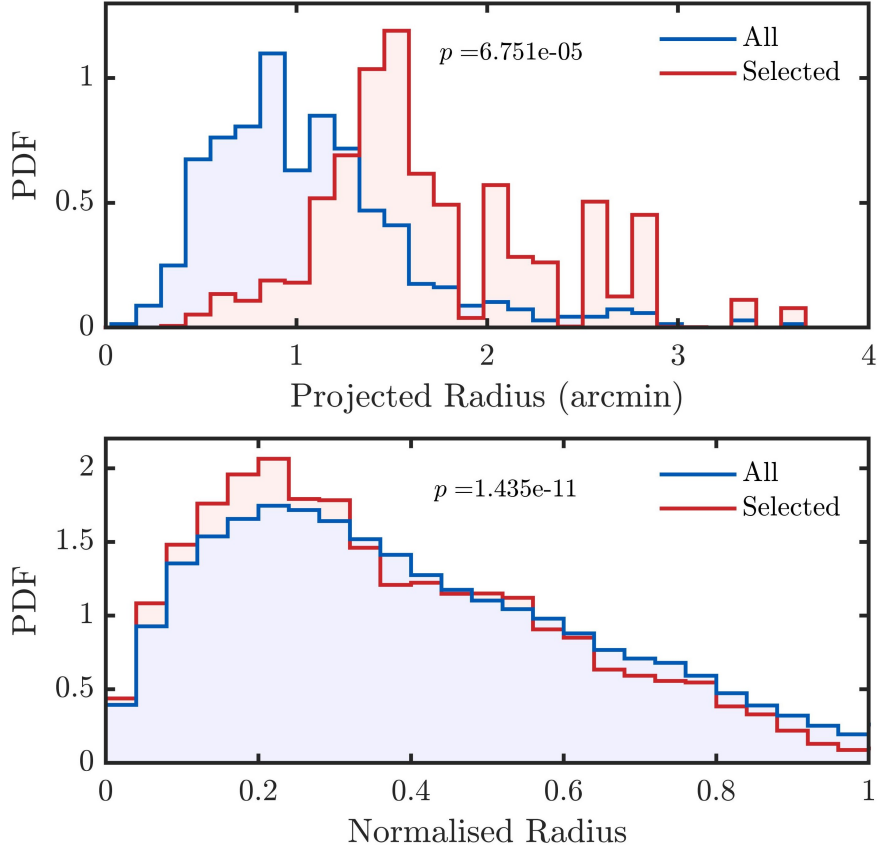 p =6.751e-05
All
Selected
PDF
1
0.5
0
0 1 2 3 4
Projected Radius (arcmin)
p =1.435e-11
All
Selected
PDF
2
1.5
1
0.5
0
0 0.2 0.4 0.6 0.8 1
Normalised Radius